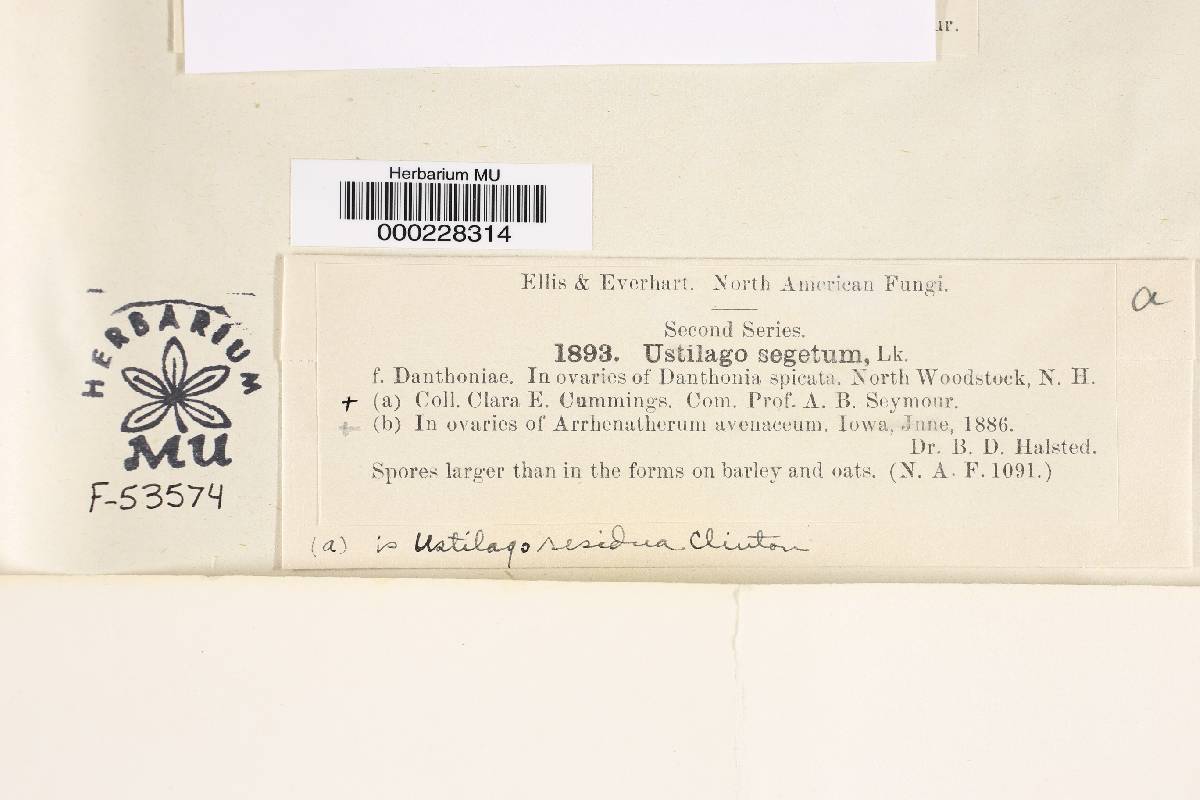 ur.
Herbarium MU
000228314
HERBARIUM
MU
F-53574
Ellis & Everhart. North American Fungi.
a
Second Series.
1893. Ustilago segetum, Lk.
f. Danthoniae. In ovaries of Danthonia spicata. North Woodstock, N. H.
+ (a) Coll. Clara E. Cummings. Com. Prof. A. B. Seymour.
+ (b) In ovaries of Arrhenatherum avenaceum. Iowa, June, 1886.
Dr. B. D. Halsted.
Spores larger than in the forms on barley and oats. (N. A. F. 1091.)
(a) is Ustilago residua Clinton